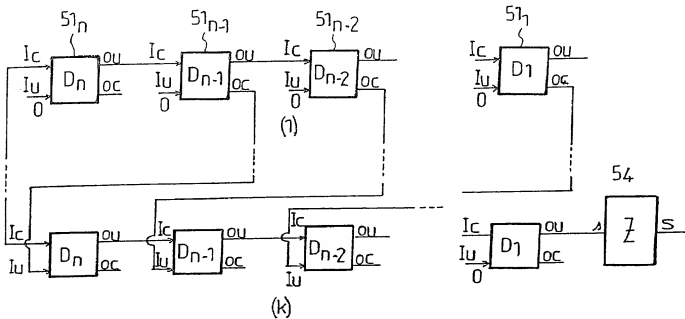 51n 51n-1 51n-2 511
Ic Dn OU Ic Dn-1 OU Ic Dn-2 OU Ic D1 OU
Iu OC Iu OC Iu OC Iu OC
0 0 0 0
(1)
54
Ic Dn OU Ic Dn-1 OU Ic Dn-2 OU Ic D1 OU s Z S
Iu OC Iu OC Iu OC Iu OC
0
(k)